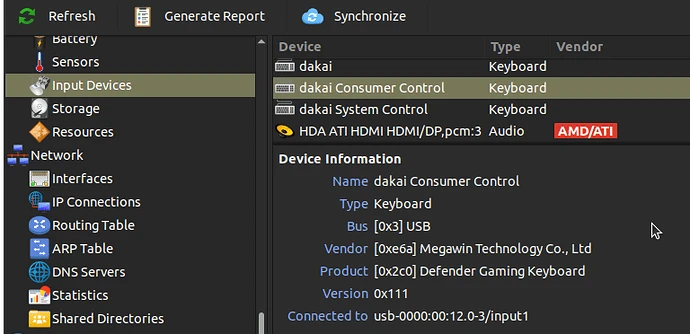 Refresh Generate Report Synchronize
Battery
Sensors
Input Devices
Storage
Resources
Network
Interfaces
IP Connections
Routing Table
ARP Table
DNS Servers
Statistics
Shared Directories
Device Type Vendor
dakai Keyboard
dakai Consumer Control Keyboard
dakai System Control Keyboard
HDA ATI HDMI HDMI/DP,pcm:3 Audio AMD/ATI
Device Information
Name dakai Consumer Control
Type Keyboard
Bus [0x3] USB
Vendor [0xe6a] Megawin Technology Co., Ltd
Product [0x2c0] Defender Gaming Keyboard
Version 0x111
Connected to usb-0000:00:12.0-3/input1